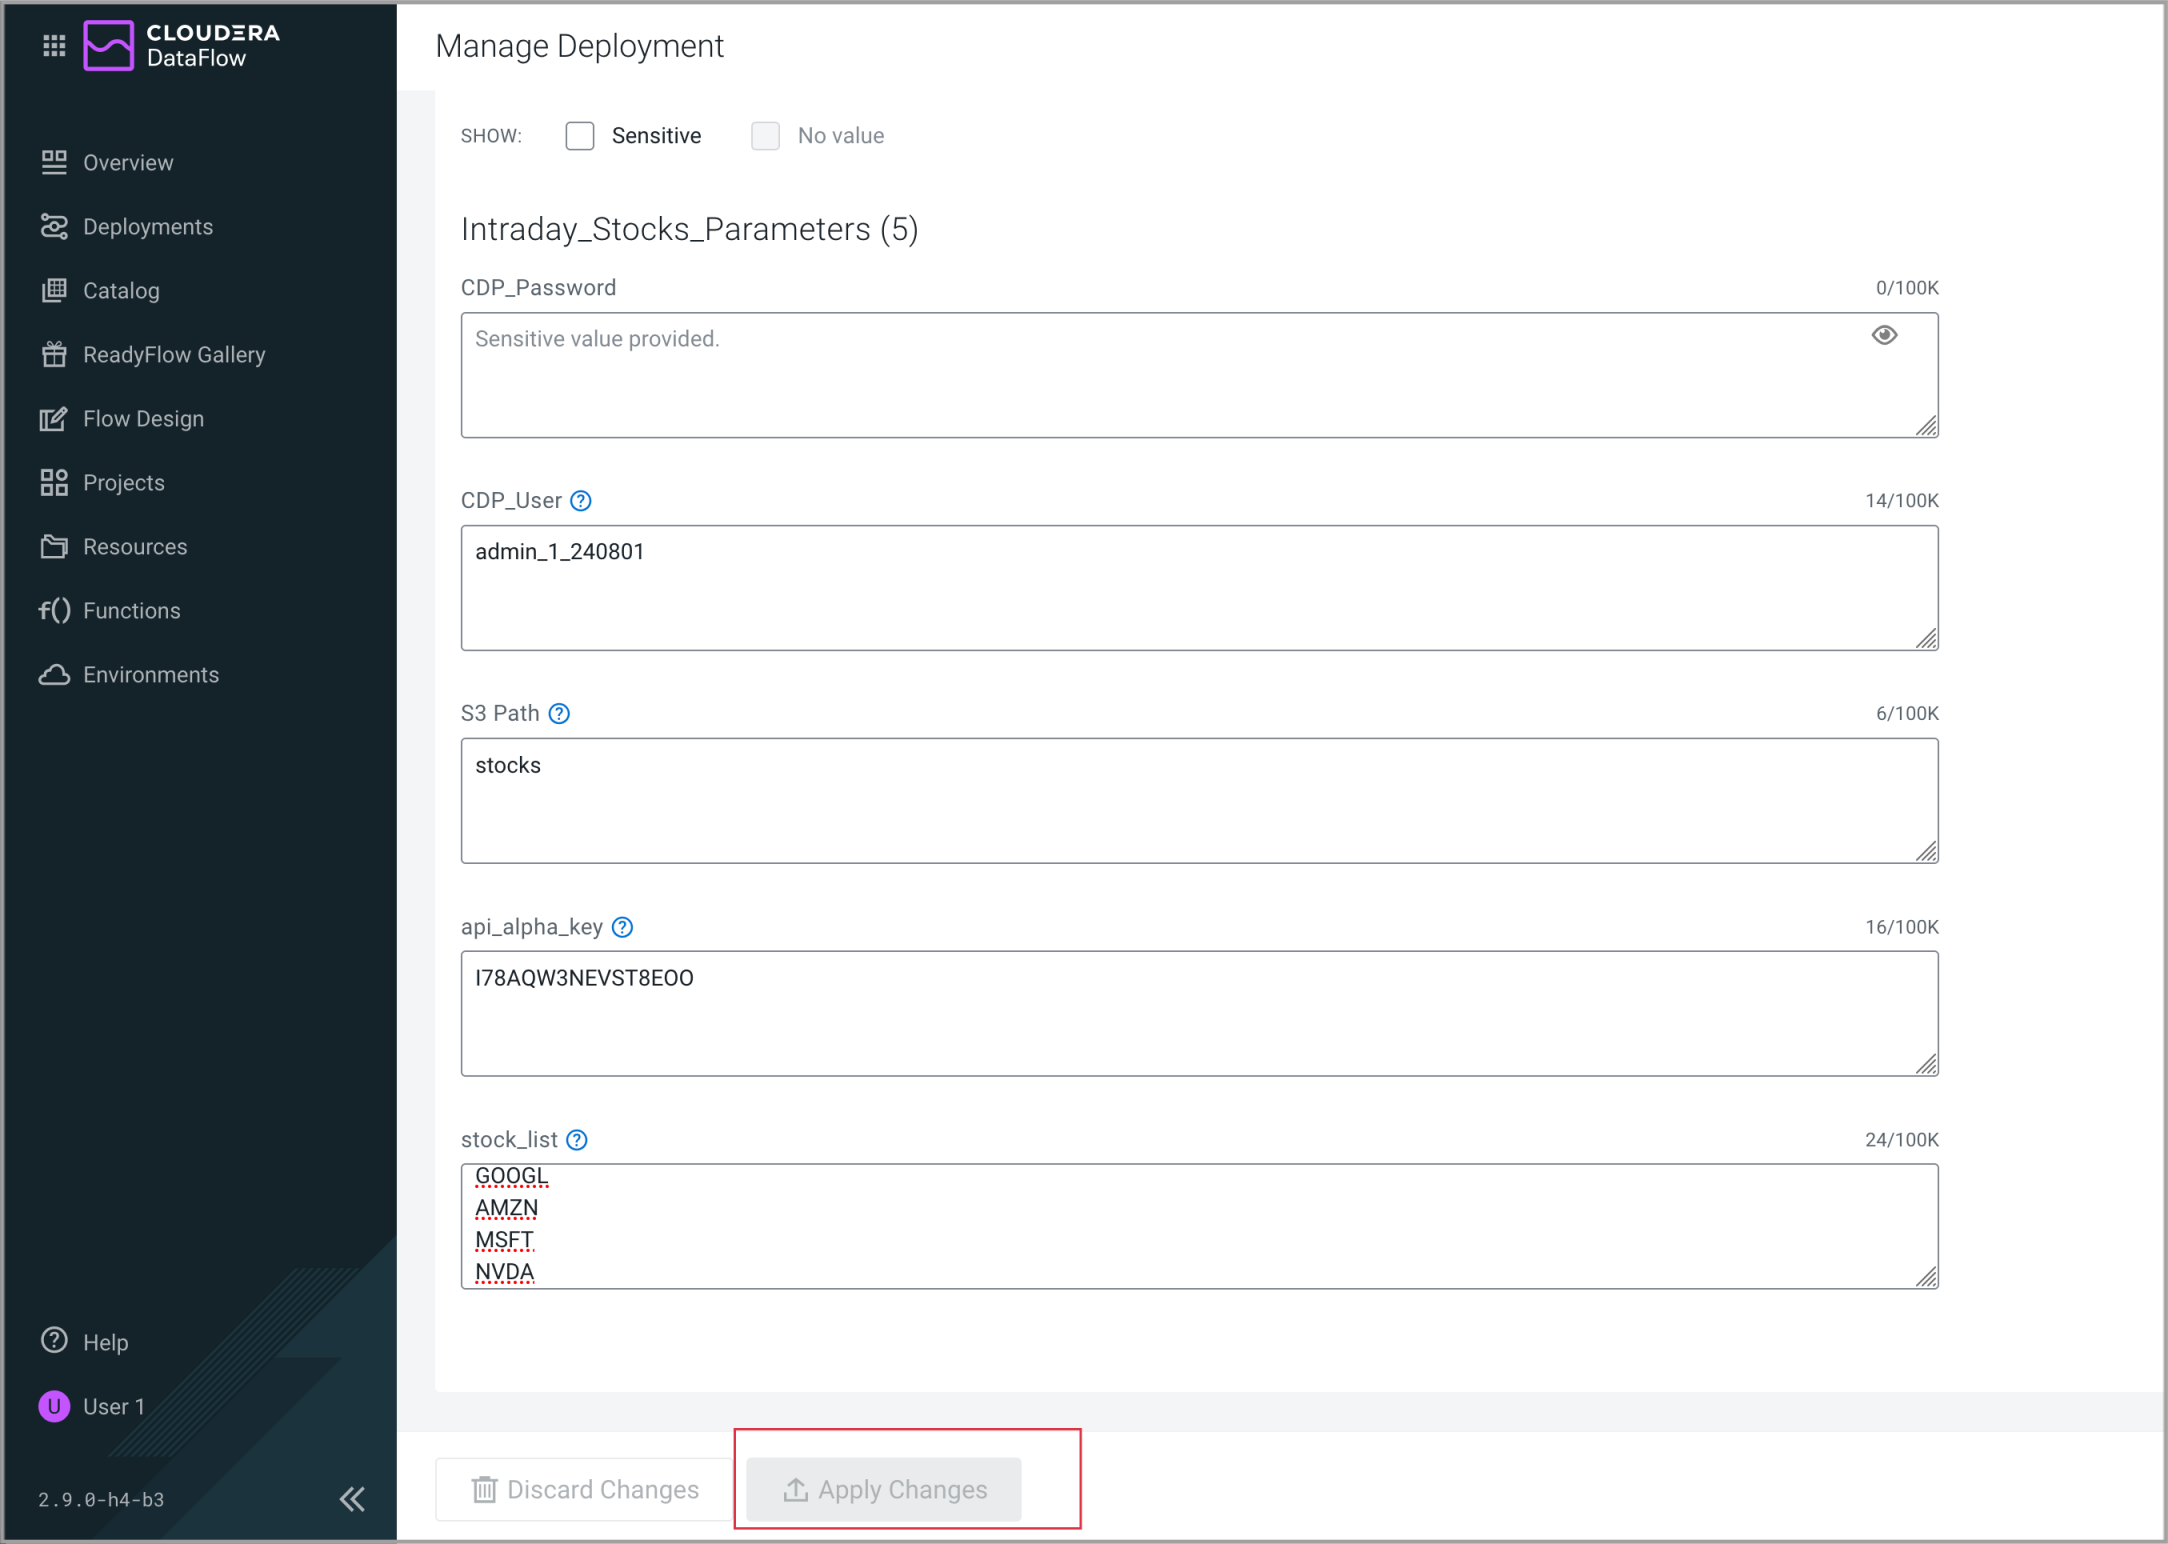 CLOUDERA
DataFlow
Overview
Deployments
Catalog
ReadyFlow Gallery
Flow Design
Projects
Resources
f() Functions
Environments
Help
U User 1
2.9.0-h4-b3
Manage Deployment
SHOW: Sensitive No value
Intraday_Stocks_Parameters (5)
CDP_Password 0/100K
Sensitive value provided.
CDP_User ? 14/100K
admin_1_240801
S3 Path ? 6/100K
stocks
api_alpha_key ? 16/100K
I78AQW3NEVST8EOO
stock_list ? 24/100K
GOOGL
AMZN
MSFT
NVDA
Discard Changes Apply Changes